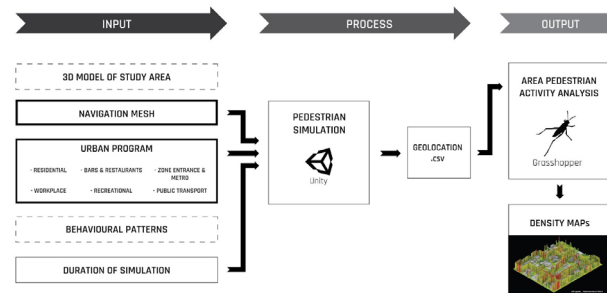 INPUT
PROCESS
OUTPUT
3D MODEL OF STUDY AREA
NAVIGATION MESH
URBAN PROGRAM
- RESIDENTIAL
- BARS & RESTAURANTS
- ZONE ENTRANCE &
METRO
- WORKPLACE
- RECREATIONAL
- PUBLIC TRANSPORT
BEHAVIOURAL PATTERNS
DURATION OF SIMULATION
PEDESTRIAN
SIMULATION
Unity
GEOLOCATION
.CSV
AREA PEDESTRIAN
ACTIVITY ANALYSIS
Grasshopper
DENSITY MAPs